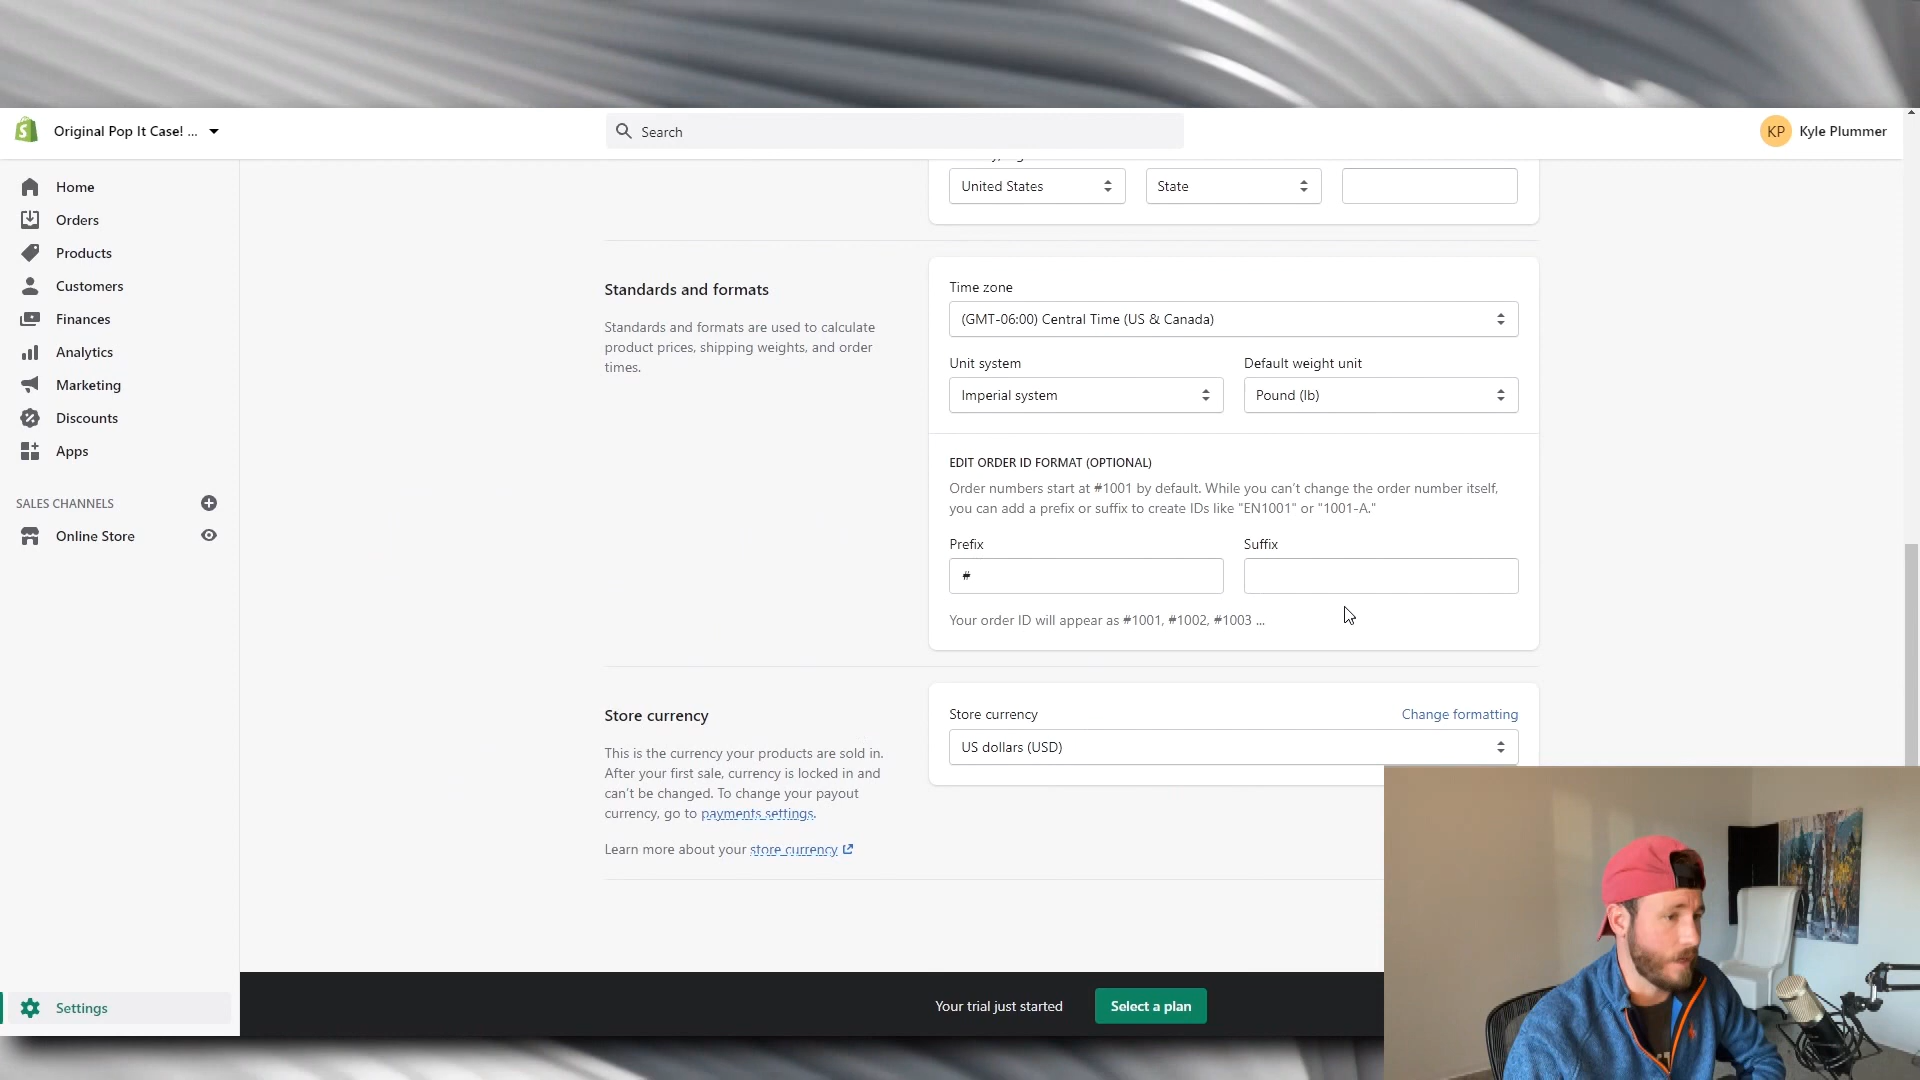 Original Pop It Case! ...
Search
KP Kyle Plummer
Home
Orders
Products
Customers
Finances
Analytics
Marketing
Discounts
Apps
SALES CHANNELS
Online Store
Settings
United States
State
Standards and formats
Standards and formats are used to calculate
product prices, shipping weights, and order
times.
Time zone
(GMT-06:00) Central Time (US & Canada)
Unit system
Default weight unit
Imperial system
Pound (lb)
EDIT ORDER ID FORMAT (OPTIONAL)
Order numbers start at #1001 by default. While you can't change the order number itself,
you can add a prefix or suffix to create IDs like "EN1001" or "1001-A."
Prefix
Suffix
#
Your order ID will appear as #1001, #1002, #1003 ...
Store currency
This is the currency your products are sold in.
After your first sale, currency is locked in and
can't be changed. To change your payout
currency, go to payments settings.
Learn more about your store currency
Store currency
Change formatting
US dollars (USD)
Your trial just started
Select a plan